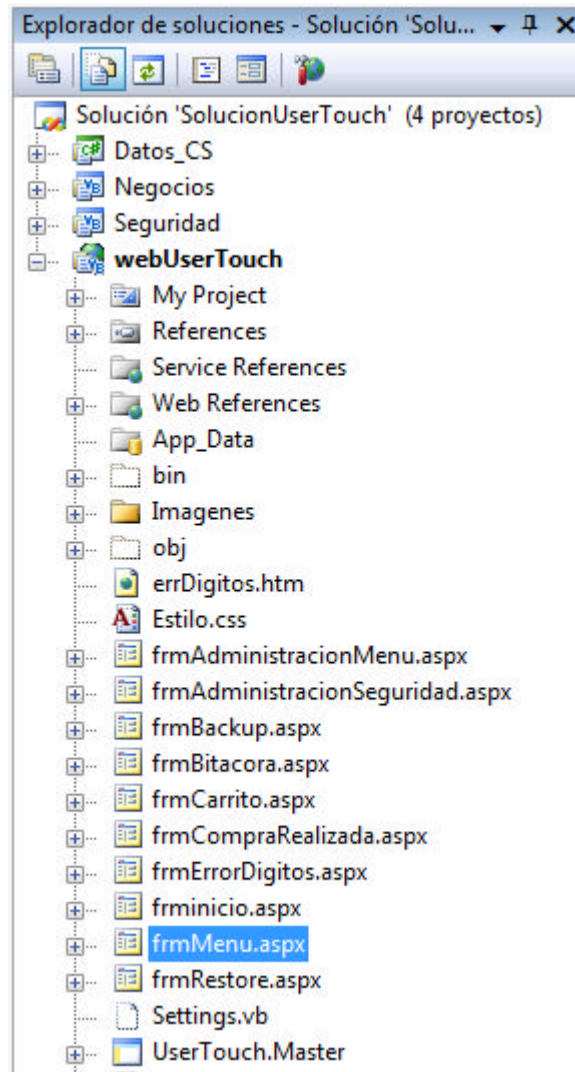 Explorador de soluciones - Solución 'Solu...
Solución 'SolucionUserTouch' (4 proyectos)
Datos_CS
Negocios
Seguridad
webUserTouch
My Project
References
Service References
Web References
App_Data
bin
Imagenes
obj
errDigitos.htm
Estilo.css
frmAdministracionMenu.aspx
frmAdministracionSeguridad.aspx
frmBackup.aspx
frmBitacora.aspx
frmCarrito.aspx
frmCompraRealizada.aspx
frmErrorDigitos.aspx
frminicio.aspx
frmMenu.aspx
frmRestore.aspx
Settings.vb
UserTouch.Master